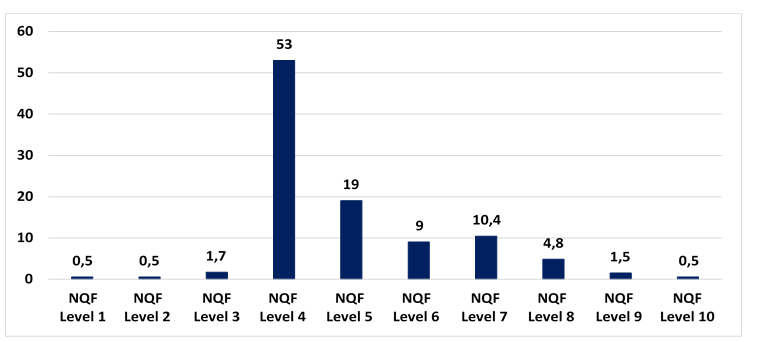 60
50
40
30
20
10
0
0,5
0,5
1,7
53
19
9
10,4
4,8
1,5
0,5
NQF
Level 1
NQF
Level 2
NQF
Level 3
NQF
Level 4
NQF
Level 5
NQF
Level 6
NQF
Level 7
NQF
Level 8
NQF
Level 9
NQF
Level 10